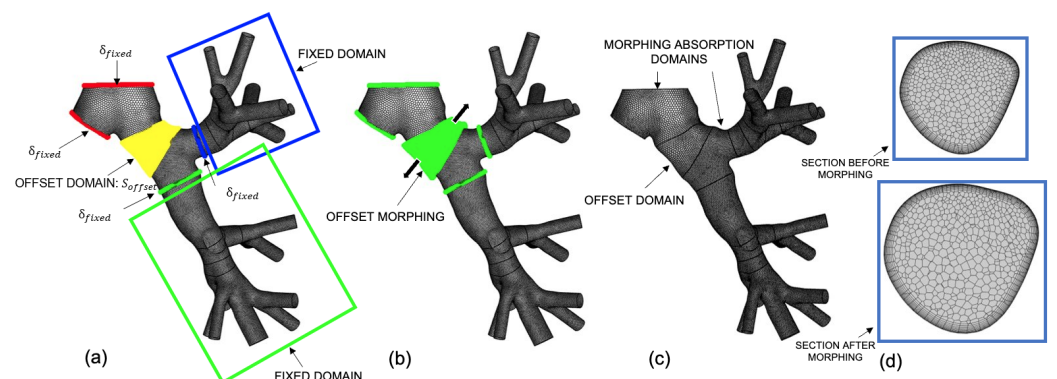 δfixed
FIXED DOMAIN
δfixed
OFFSET DOMAIN: Soffset
δfixed
δfixed
(a)
FIXED DOMAIN
OFFSET MORPHING
(b)
MORPHING ABSORPTION
DOMAINS
OFFSET DOMAIN
(c)
SECTION BEFORE
MORPHING
SECTION AFTER
MORPHING
(d)